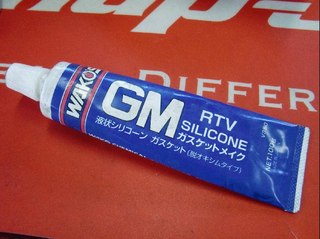 DIFFER
WAKO'S
GM
RTV
SILICONE
ガスケットメイク
液状シリコーン ガスケット(脱オキシムタイプ)